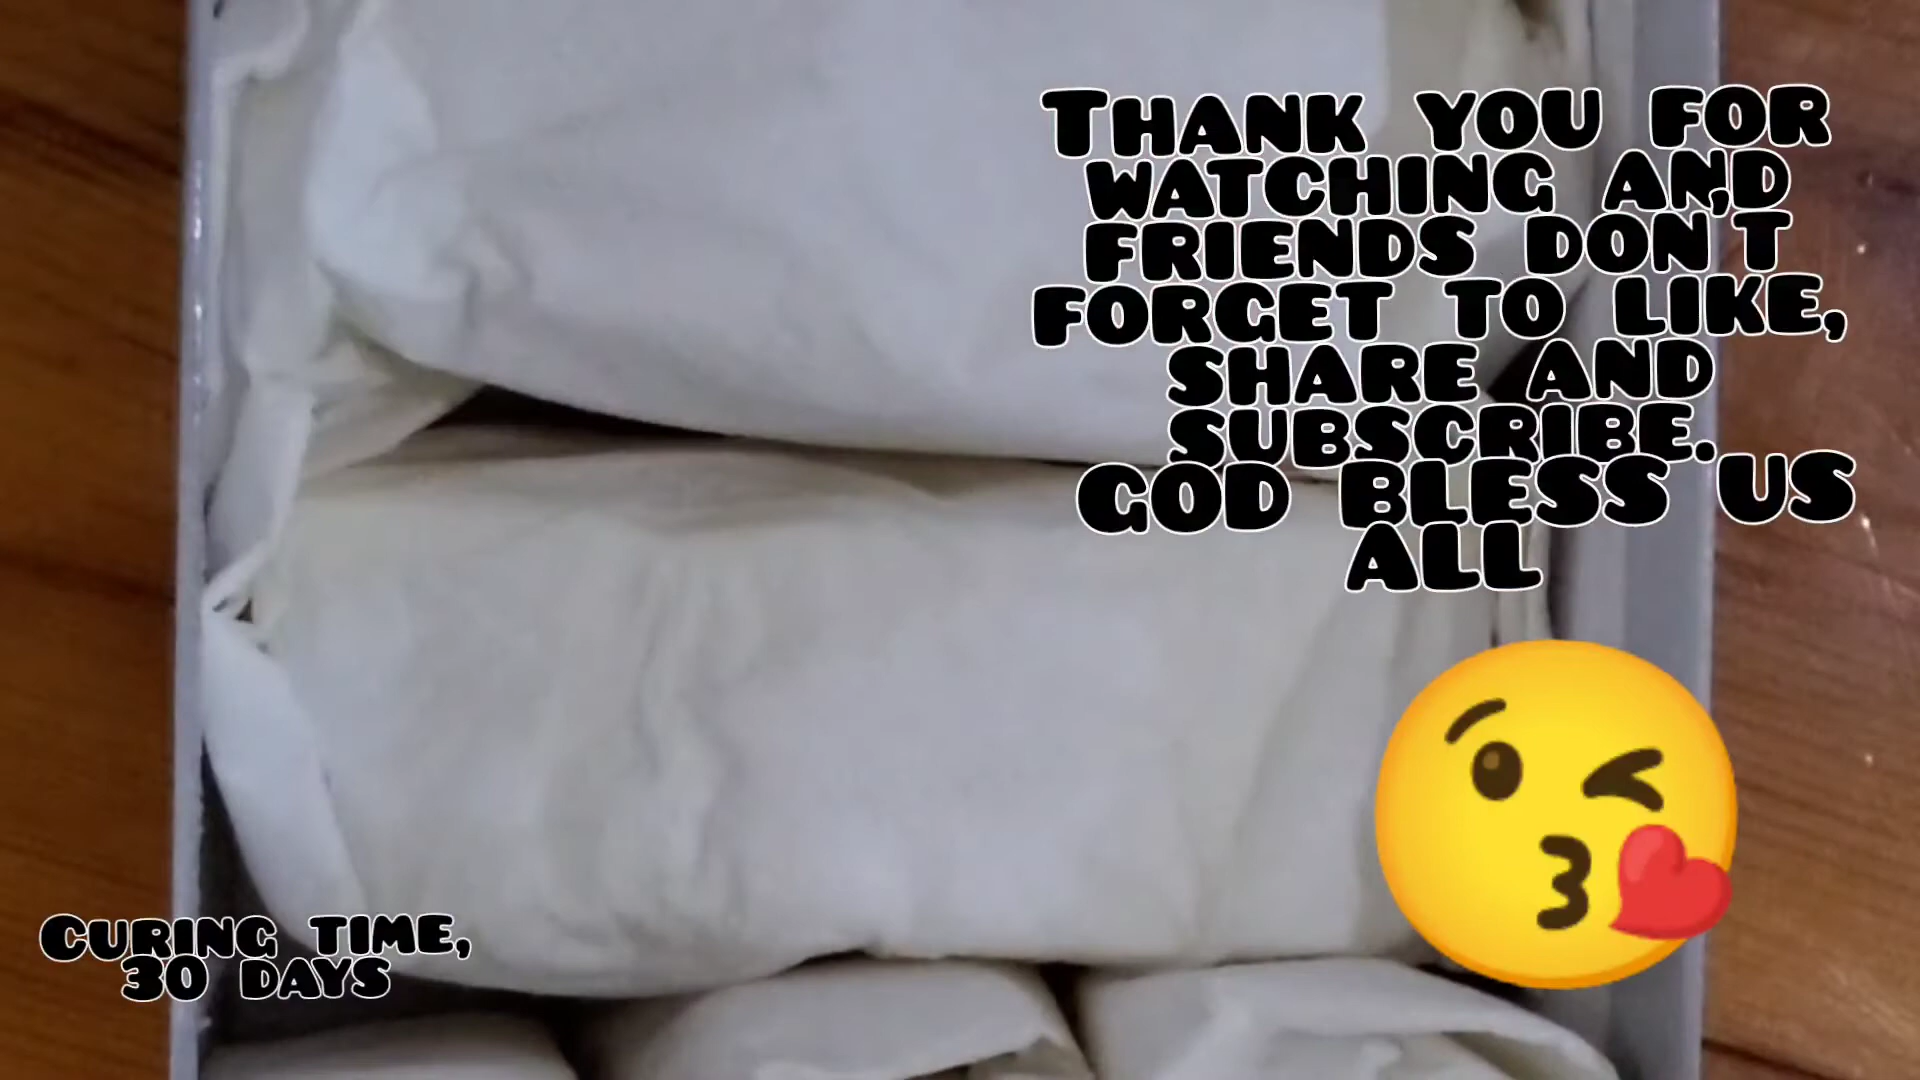 Thank you for
watching and
friends don't
forget to like,
share and
subscribe.
God bless us
all
Curing time,
30 days